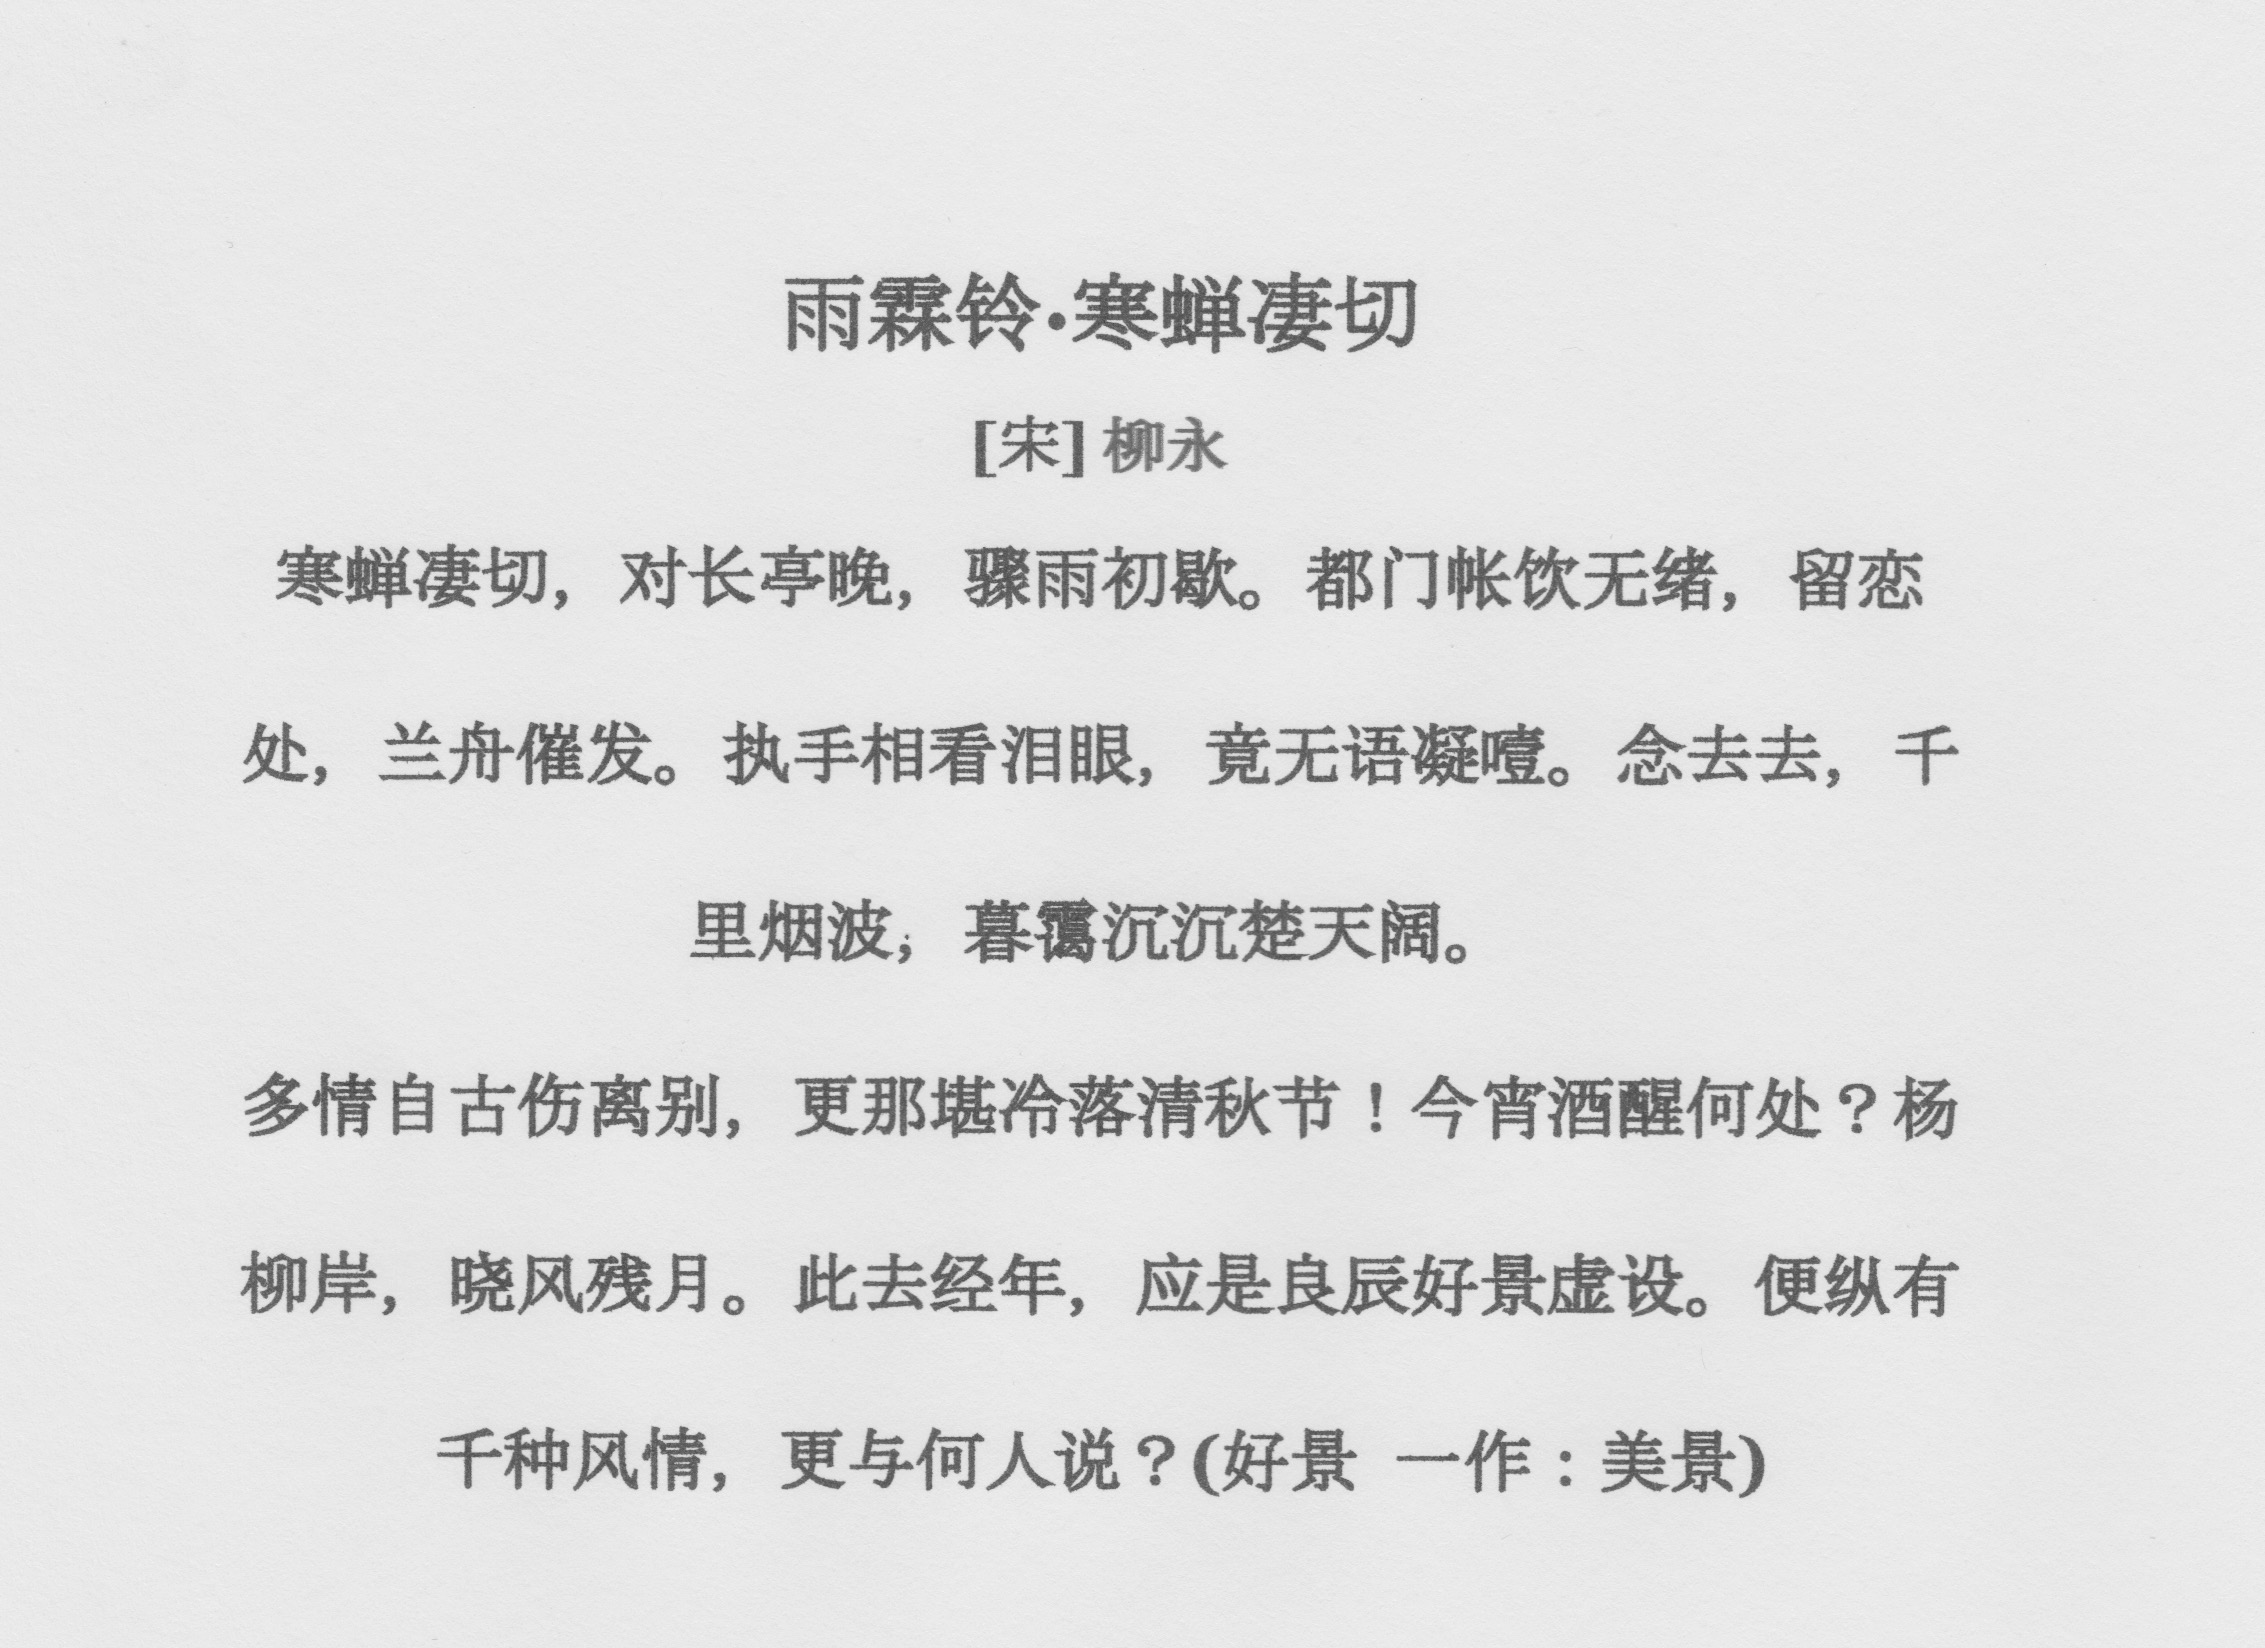 雨霖铃·寒蝉凄切
[宋] 柳永
寒蝉凄切，对长亭晚，骤雨初歇。都门帐饮无绪，留恋
处，兰舟催发。执手相看泪眼，竟无语凝噎。念去去，千
里烟波，暮霭沉沉楚天阔。
多情自古伤离别，更那堪冷落清秋节！今宵酒醒何处？杨
柳岸，晓风残月。此去经年，应是良辰好景虚设。便纵有
千种风情，更与何人说？(好景 一作：美景)